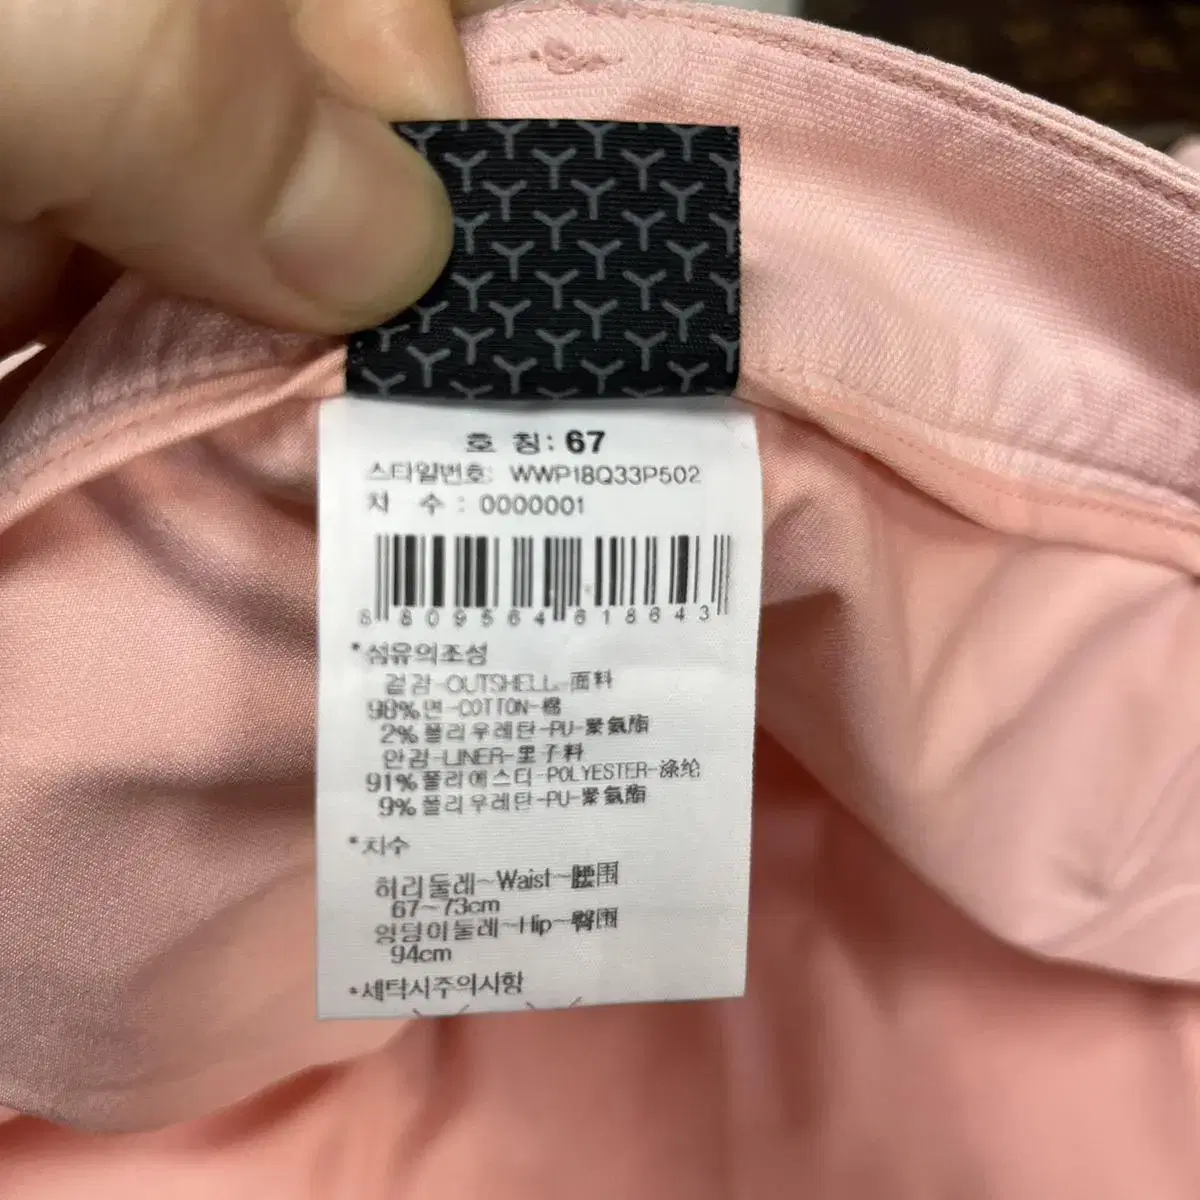 호 칭: 67
스타일번호: WWP18Q33P502
차 수 : 0000001
8 809564 618643
*섬유의조성
겉감-OUTSHELL-面料
98%면-COTTON-棉
2%폴리우레탄-PU-聚氨酯
안감-LINER-里子料
91%폴리에스터-POLYESTER-涤纶
9%폴리우레탄-PU-聚氨酯
*치수
허리둘레~Waist~腰围
67~73cm
엉덩이둘레~Hip~臀围
94cm
*세탁시주의시항